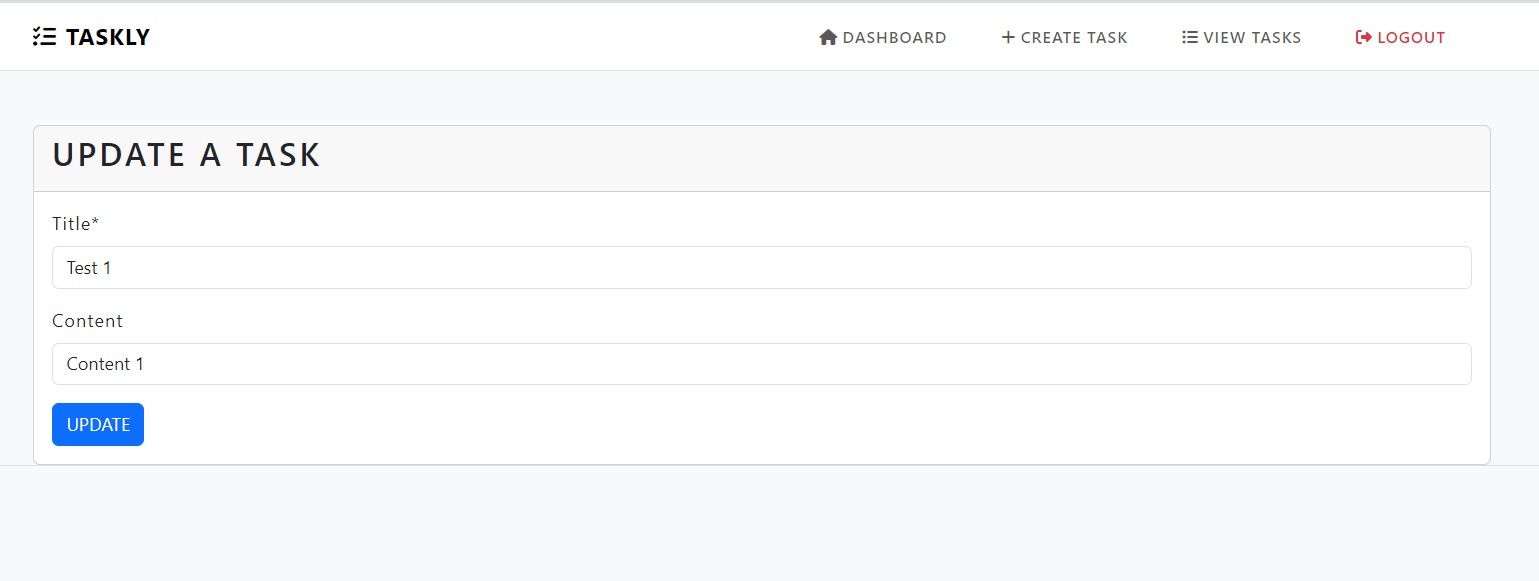 TASKLY
DASHBOARD
CREATE TASK
VIEW TASKS
LOGOUT
UPDATE A TASK
Title*
Test 1
Content
Content 1
UPDATE